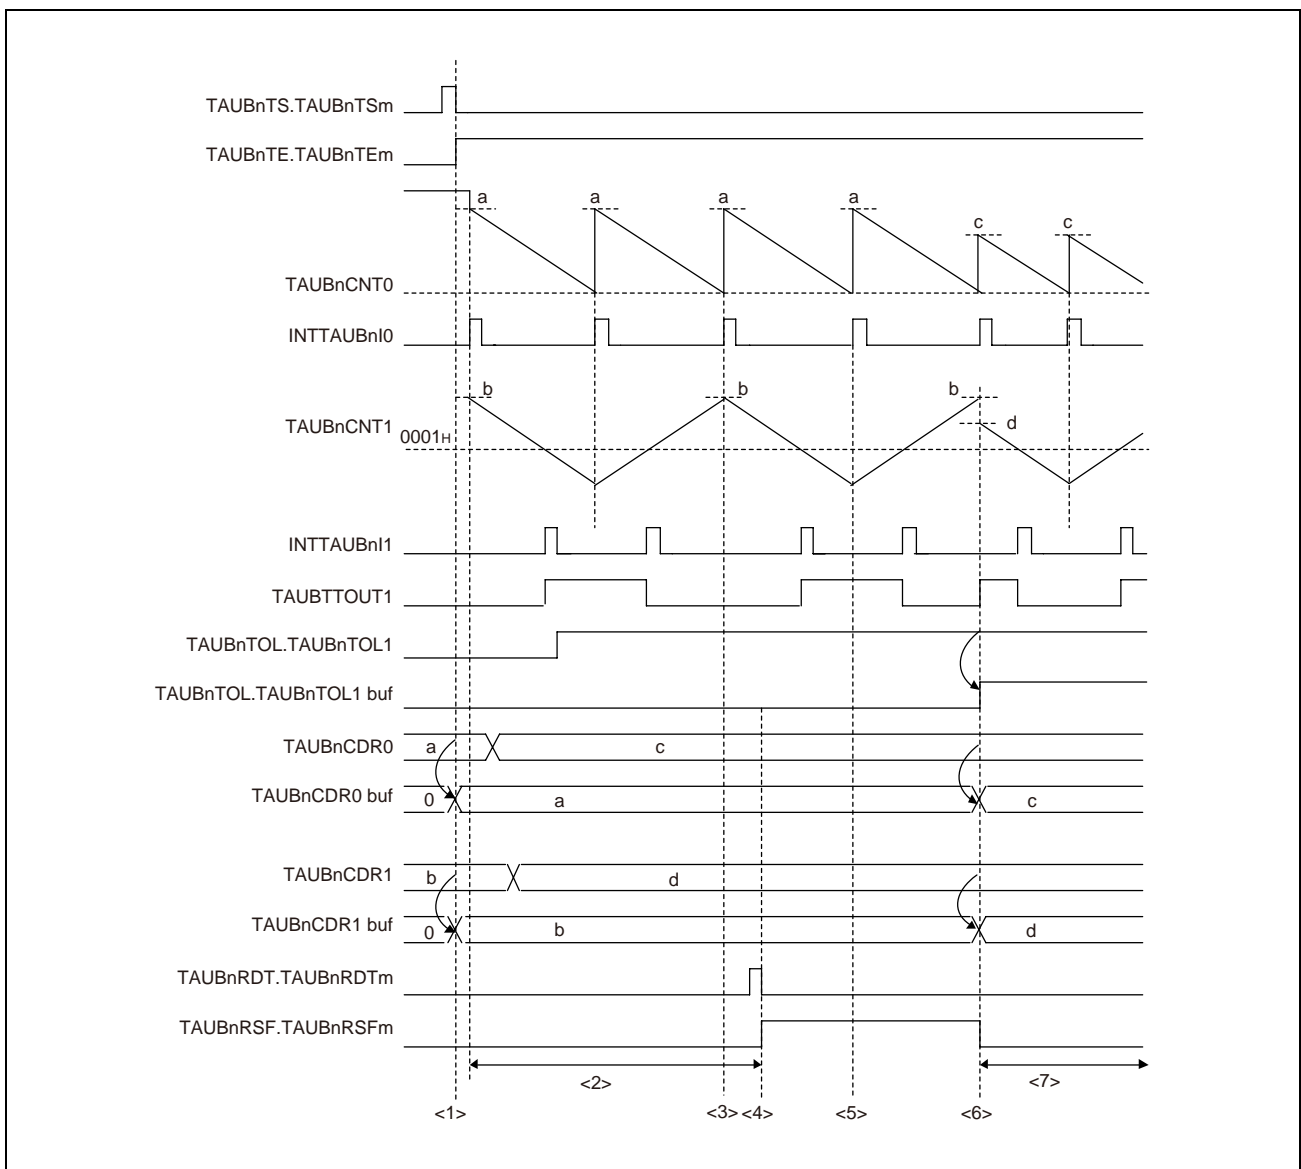 TAUBnTS.TAUBnTSm
TAUBnTE.TAUBnTEm
a a a a
c c
TAUBnCNT0
INTTAUBnI0
b b b
d
TAUBnCNT1
0001H
INTTAUBnI1
TAUBTTOUT1
TAUBnTOL.TAUBnTOL1
TAUBnTOL.TAUBnTOL1 buf
TAUBnCDR0 a c
TAUBnCDR0 buf 0 a c
TAUBnCDR1 b d
TAUBnCDR1 buf 0 b d
TAUBnRDT.TAUBnRDTm
TAUBnRSF.TAUBnRSFm
<2> <7>
<1> <3> <4> <5> <6>